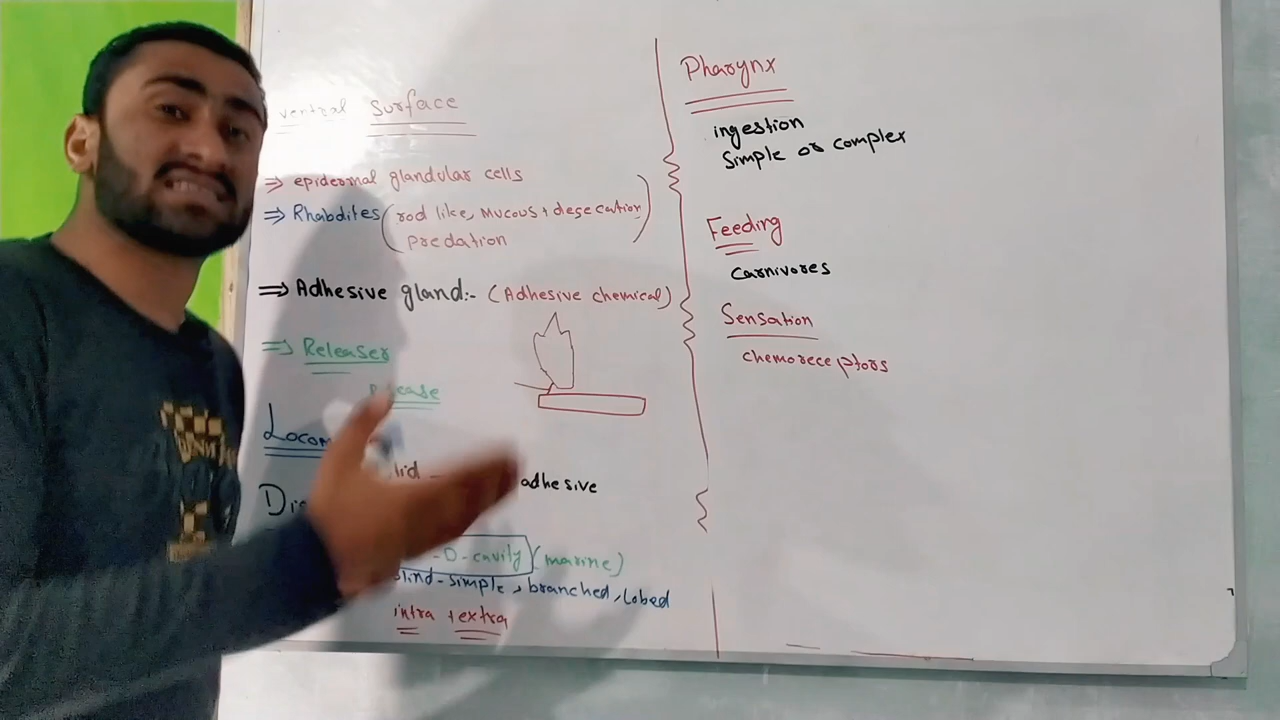 ventral Surface
⇒ epidermal glandular cells
⇒ Rhabdites (rod like, mucous + desecation
predation)
⇒ Adhesive gland:- (Adhesive chemical)
⇒ Releaser
adhesive
-D-cavity (marine)
simple, branched, lobed
intra + extra
Pharynx
ingestion
Simple or complex
Feeding
Carnivores
Sensation
chemoreceptors